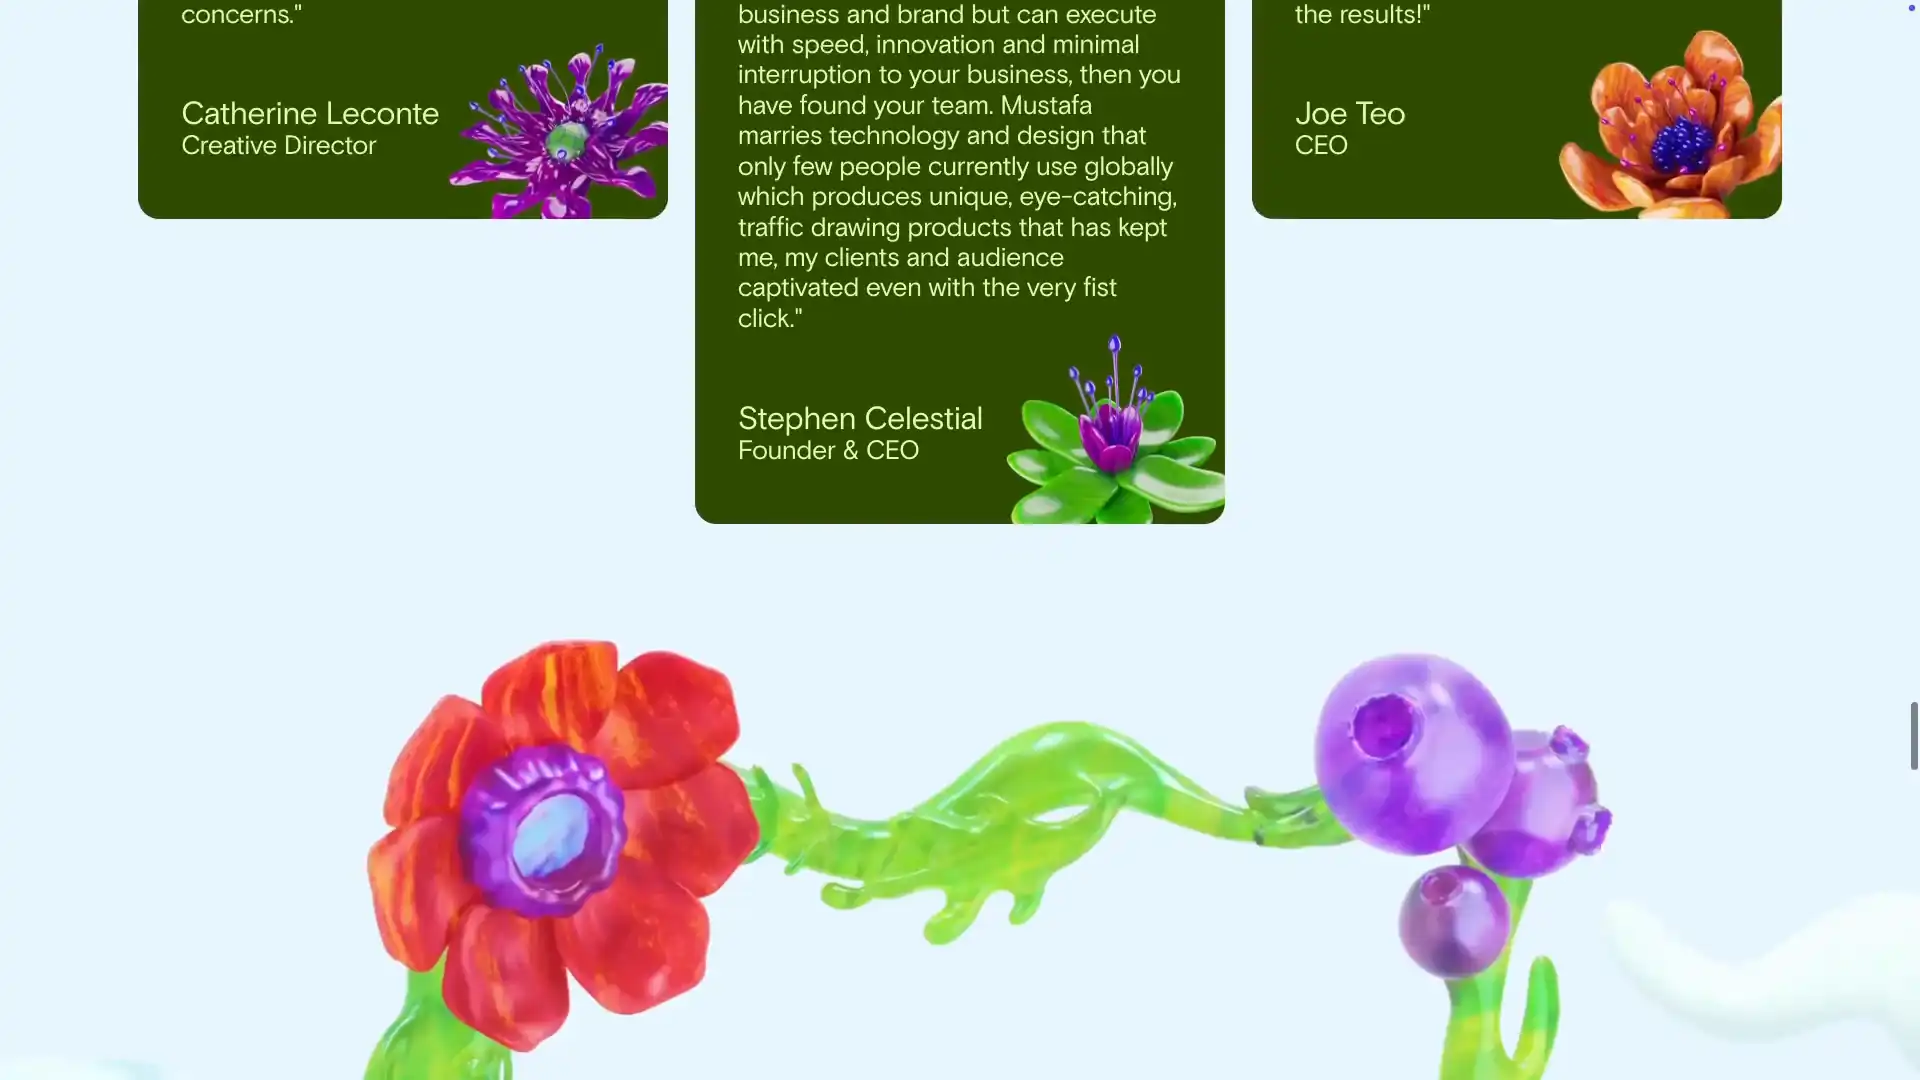 concerns."
Catherine Leconte
Creative Director
business and brand but can execute
with speed, innovation and minimal
interruption to your business, then you
have found your team. Mustafa
marries technology and design that
only few people currently use globally
which produces unique, eye-catching,
traffic drawing products that has kept
me, my clients and audience
captivated even with the very fist
click."
Stephen Celestial
Founder & CEO
the results!"
Joe Teo
CEO